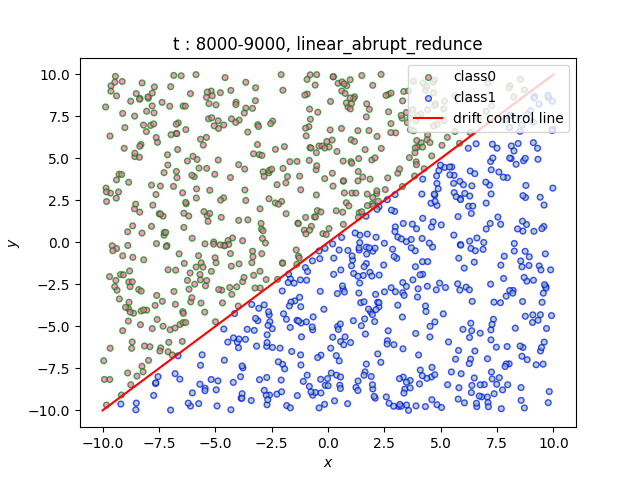 t : 8000-9000, linear_abrupt_redunce
class0
class1
drift control line
10.0
7.5
5.0
2.5
0.0
−2.5
−5.0
−7.5
−10.0
y
−10.0 −7.5 −5.0 −2.5 0.0 2.5 5.0 7.5 10.0
x